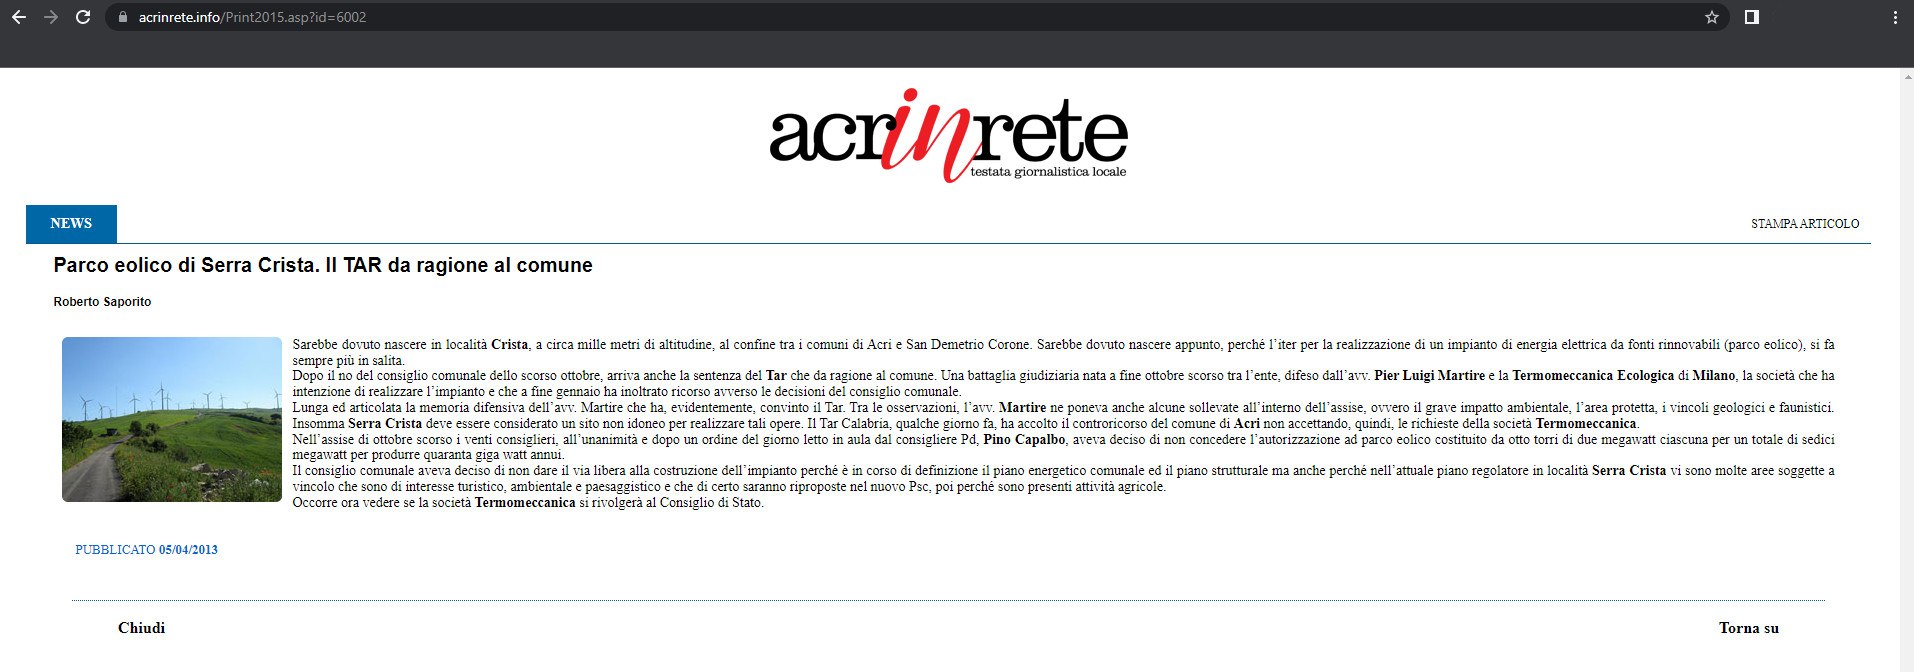 acrinrete.info/Print2015.asp?id=6002
acrinrete
testata giornalistica locale
NEWS
STAMPA ARTICOLO
Parco eolico di Serra Crista. Il TAR da ragione al comune
Roberto Saporito
Sarebbe dovuto nascere in località Crista, a circa mille metri di altitudine, al confine tra i comuni di Acri e San Demetrio Corone. Sarebbe dovuto nascere appunto, perché l'iter per la realizzazione di un impianto di energia elettrica da fonti rinnovabili (parco eolico), si fa
sempre più in salita.
Dopo il no del consiglio comunale dello scorso ottobre, arriva anche la sentenza del Tar che da ragione al comune. Una battaglia giudiziaria nata a fine ottobre scorso tra l'ente, difeso dall'avv. Pier Luigi Martire e la Termomeccanica Ecologica di Milano, la società che ha
intenzione di realizzare l'impianto e che a fine gennaio ha inoltrato ricorso avverso le decisioni del consiglio comunale.
Lunga ed articolata la memoria difensiva dell'avv. Martire che ha, evidentemente, convinto il Tar. Tra le osservazioni, l'avv. Martire ne poneva anche alcune sollevate all'interno dell'assise, ovvero il grave impatto ambientale, l'area protetta, i vincoli geologici e faunistici.
Insomma Serra Crista deve essere considerato un sito non idoneo per realizzare tali opere. Il Tar Calabria, qualche giorno fa, ha accolto il controricorso del comune di Acri non accettando, quindi, le richieste della società Termomeccanica.
Nell'assise di ottobre scorso i venti consiglieri, all'unanimità e dopo un ordine del giorno letto in aula dal consigliere Pd, Pino Capalbo, aveva deciso di non concedere l'autorizzazione ad parco eolico costituito da otto torri di due megawatt ciascuna per un totale di sedici
megawatt per produrre quaranta giga watt annui.
Il consiglio comunale aveva deciso di non dare il via libera alla costruzione dell'impianto perché è in corso di definizione il piano energetico comunale ed il piano strutturale ma anche perché nell'attuale piano regolatore in località Serra Crista vi sono molte aree soggette a
vincolo che sono di interesse turistico, ambientale e paesaggistico e che di certo saranno riproposte nel nuovo Psc, poi perché sono presenti attività agricole.
Occorre ora vedere se la società Termomeccanica si rivolgerà al Consiglio di Stato.
PUBBLICATO 05/04/2013
Chiudi
Torna su